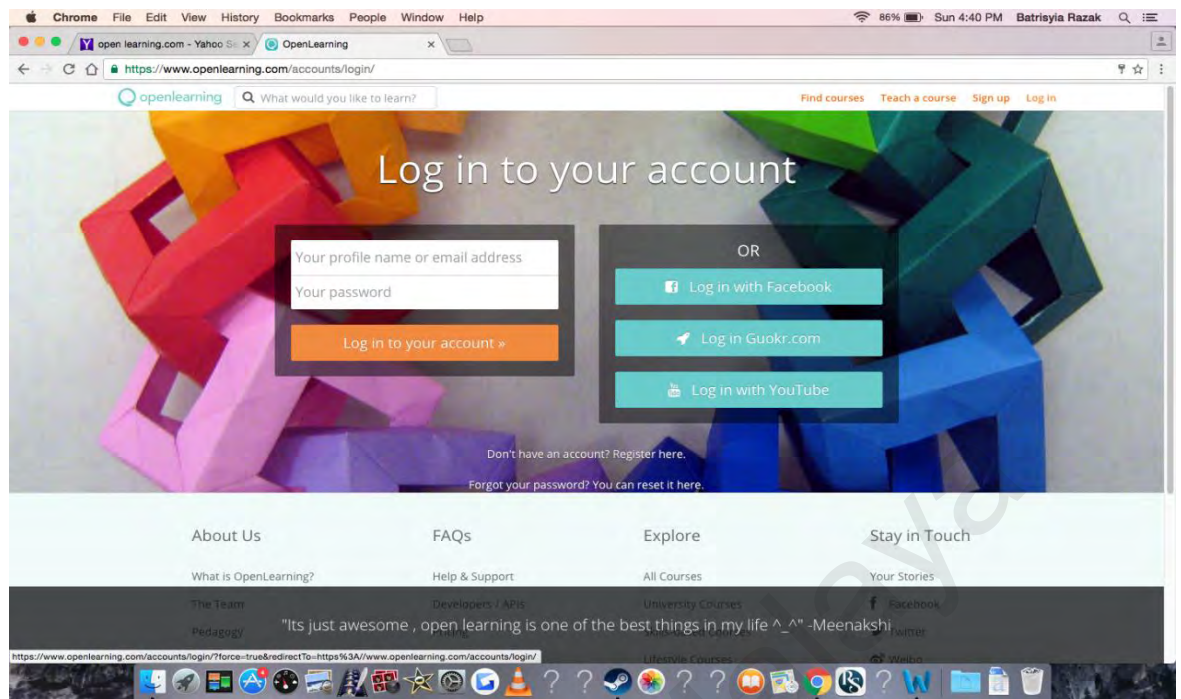 Chrome File Edit View History Bookmarks People Window Help 86% Sun 4:40 PM Batrisyia Razak
open learning.com - Yahoo Se OpenLearning
https://www.openlearning.com/accounts/login/
openlearning What would you like to learn? Find courses Teach a course Sign up Log in
Log in to your account
Your profile name or email address
Your password
Log in to your account »
OR
Log in with Facebook
Log in Guokr.com
Log in with YouTube
Don't have an account? Register here.
Forgot your password? You can reset it here.
About Us FAQs Explore Stay in Touch
What is OpenLearning? Help & Support All Courses Your Stories
The Team Developers / APIs University Courses Facebook
"Its just awesome , open learning is one of the best things in my life ^_^" -Meenakshi
Pedagogy Twitter
Lifestyle Courses Weibo
https://www.openlearning.com/accounts/login/?force=true&redirectTo=https%3A//www.openlearning.com/accounts/login/